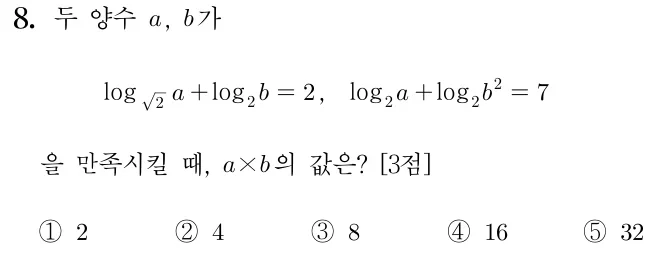 8. 두 양수 a, b가
log_{√2} a + log_2 b = 2, log_2 a + log_2 b^2 = 7
을 만족시킬 때, a×b의 값은? [3점]
① 2 ② 4 ③ 8 ④ 16 ⑤ 32